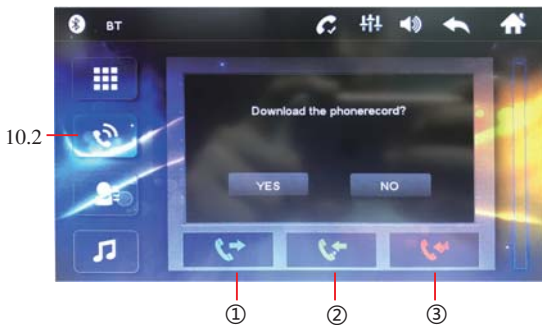 BT
Download the phonerecord?
10.2
YES NO
① ② ③